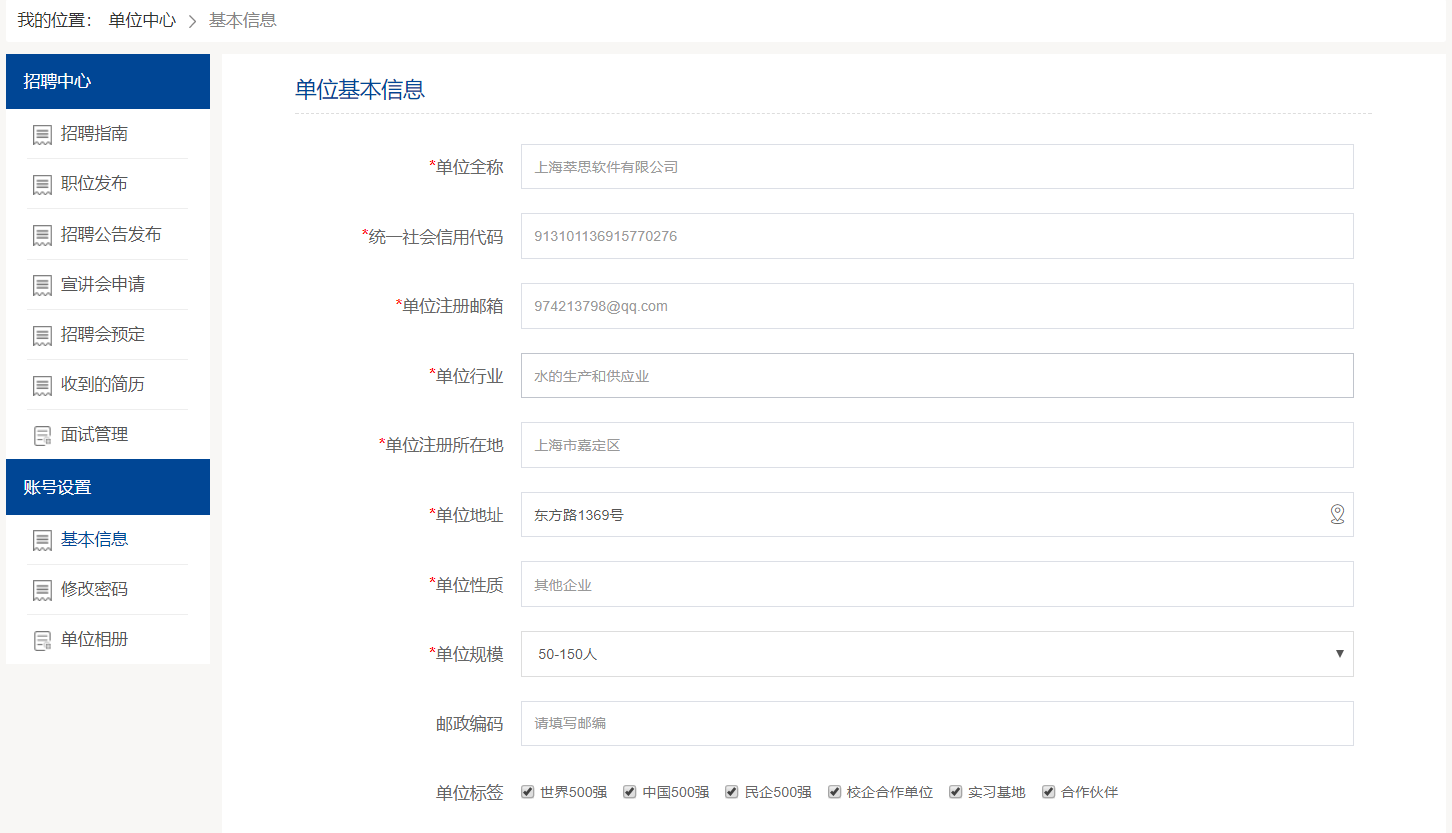 我的位置： 单位中心 > 基本信息
招聘中心
招聘指南
职位发布
招聘公告发布
宣讲会申请
招聘会预定
收到的简历
面试管理
账号设置
基本信息
修改密码
单位相册
单位基本信息
*单位全称 上海萃思软件有限公司
*统一社会信用代码 913101136915770276
*单位注册邮箱 974213798@qq.com
*单位行业 水的生产和供应业
*单位注册所在地 上海市嘉定区
*单位地址 东方路1369号
*单位性质 其他企业
*单位规模 50-150人
邮政编码 请填写邮编
单位标签 世界500强 中国500强 民企500强 校企合作单位 实习基地 合作伙伴